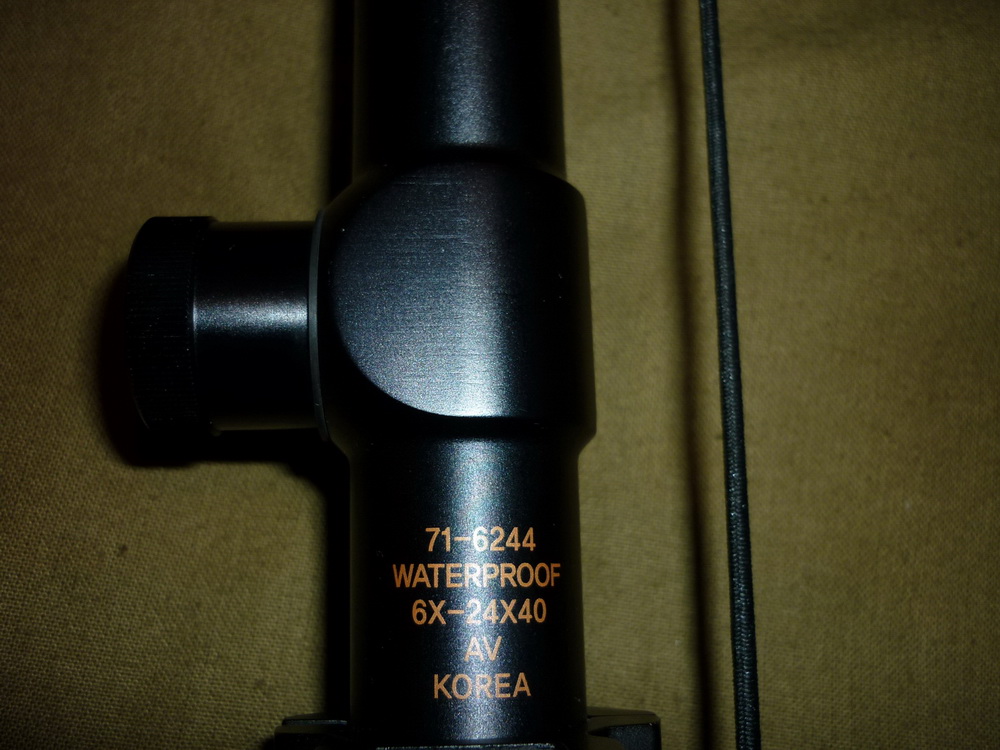 71-6244
WATERPROOF
6X-24X40
AV
KOREA